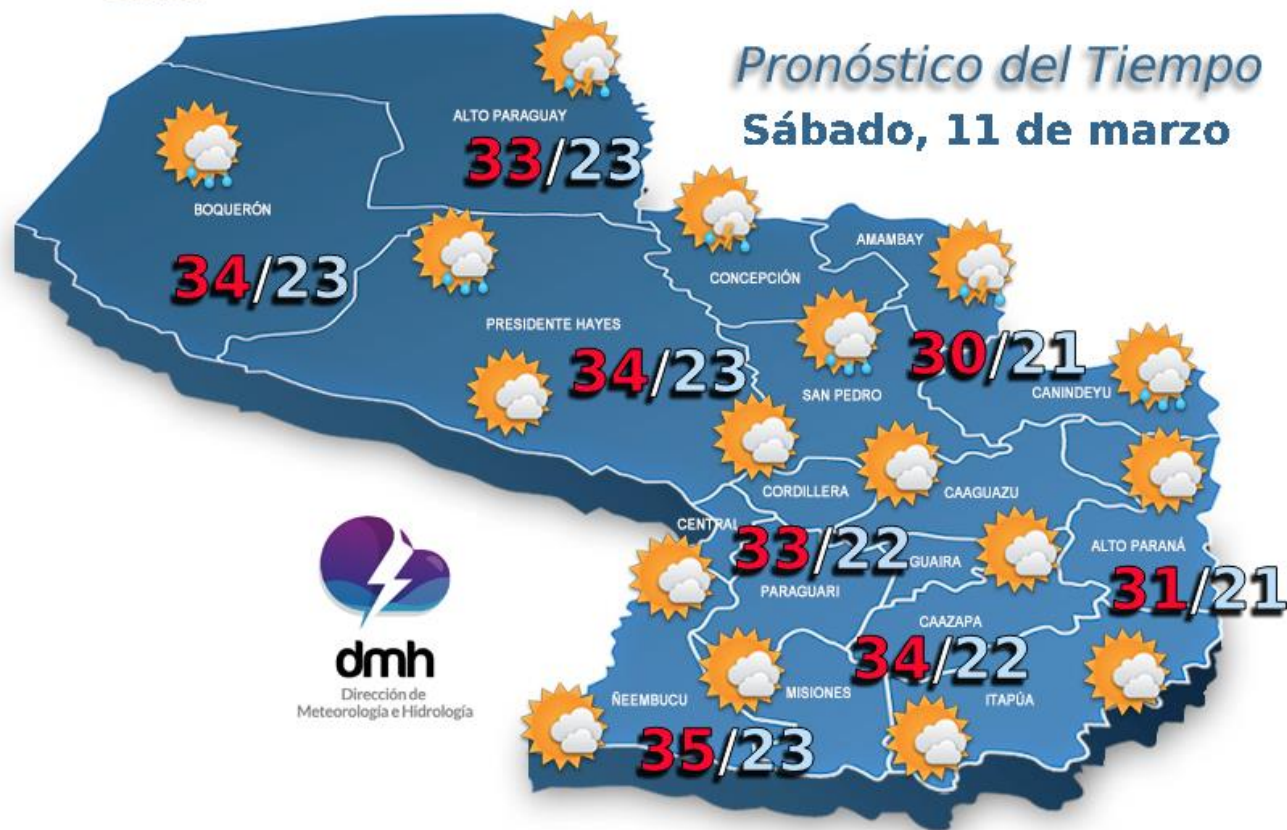 Pronóstico del Tiempo
Sábado, 11 de marzo
ALTO PARAGUAY
33/23
BOQUERÓN
34/23
AMAMBAY
CONCEPCIÓN
PRESIDENTE HAYES
34/23
30/21
SAN PEDRO
CANINDEYU
CORDILLERA
CAAGUAZU
CENTRAL
33/22
GUAIRA
ALTO PARANÁ
31/21
PARAGUARI
CAAZAPA
34/22
ÑEEMBUCU
MISIONES
ITAPÚA
35/23
dmh
Dirección de
Meteorología e Hidrología